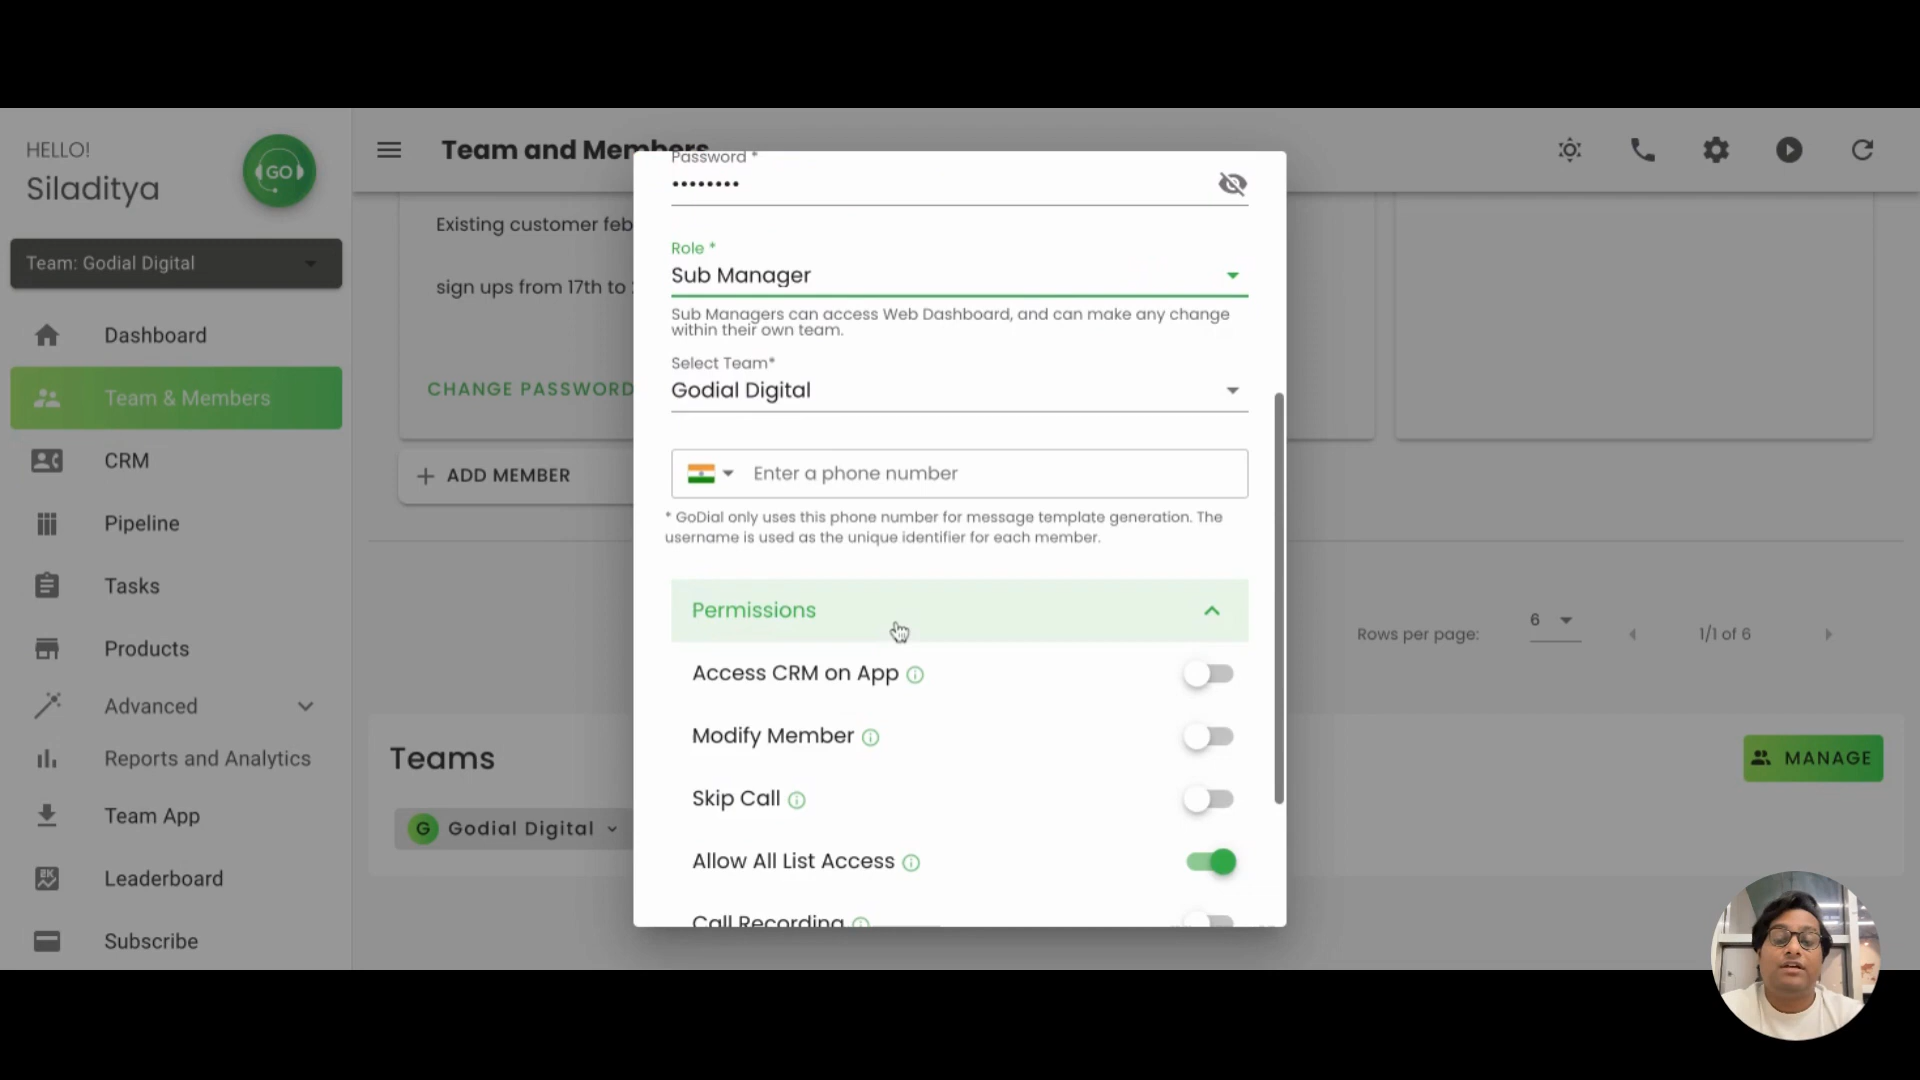 HELLO!
Siladitya
GO
Team: Godial Digital
Dashboard
Team & Members
CRM
Pipeline
Tasks
Products
Advanced
Reports and Analytics
Team App
Leaderboard
Subscribe
Team and Members
Existing customer feb
sign ups from 17th to
CHANGE PASSWORD
+ ADD MEMBER
Rows per page:
6
1/1 of 6
Teams
MANAGE
G Godial Digital
Password *
••••••••
Role *
Sub Manager
Sub Managers can access Web Dashboard, and can make any change
within their own team.
Select Team*
Godial Digital
Enter a phone number
* GoDial only uses this phone number for message template generation. The
username is used as the unique identifier for each member.
Permissions
Access CRM on App
Modify Member
Skip Call
Allow All List Access
Call Recording